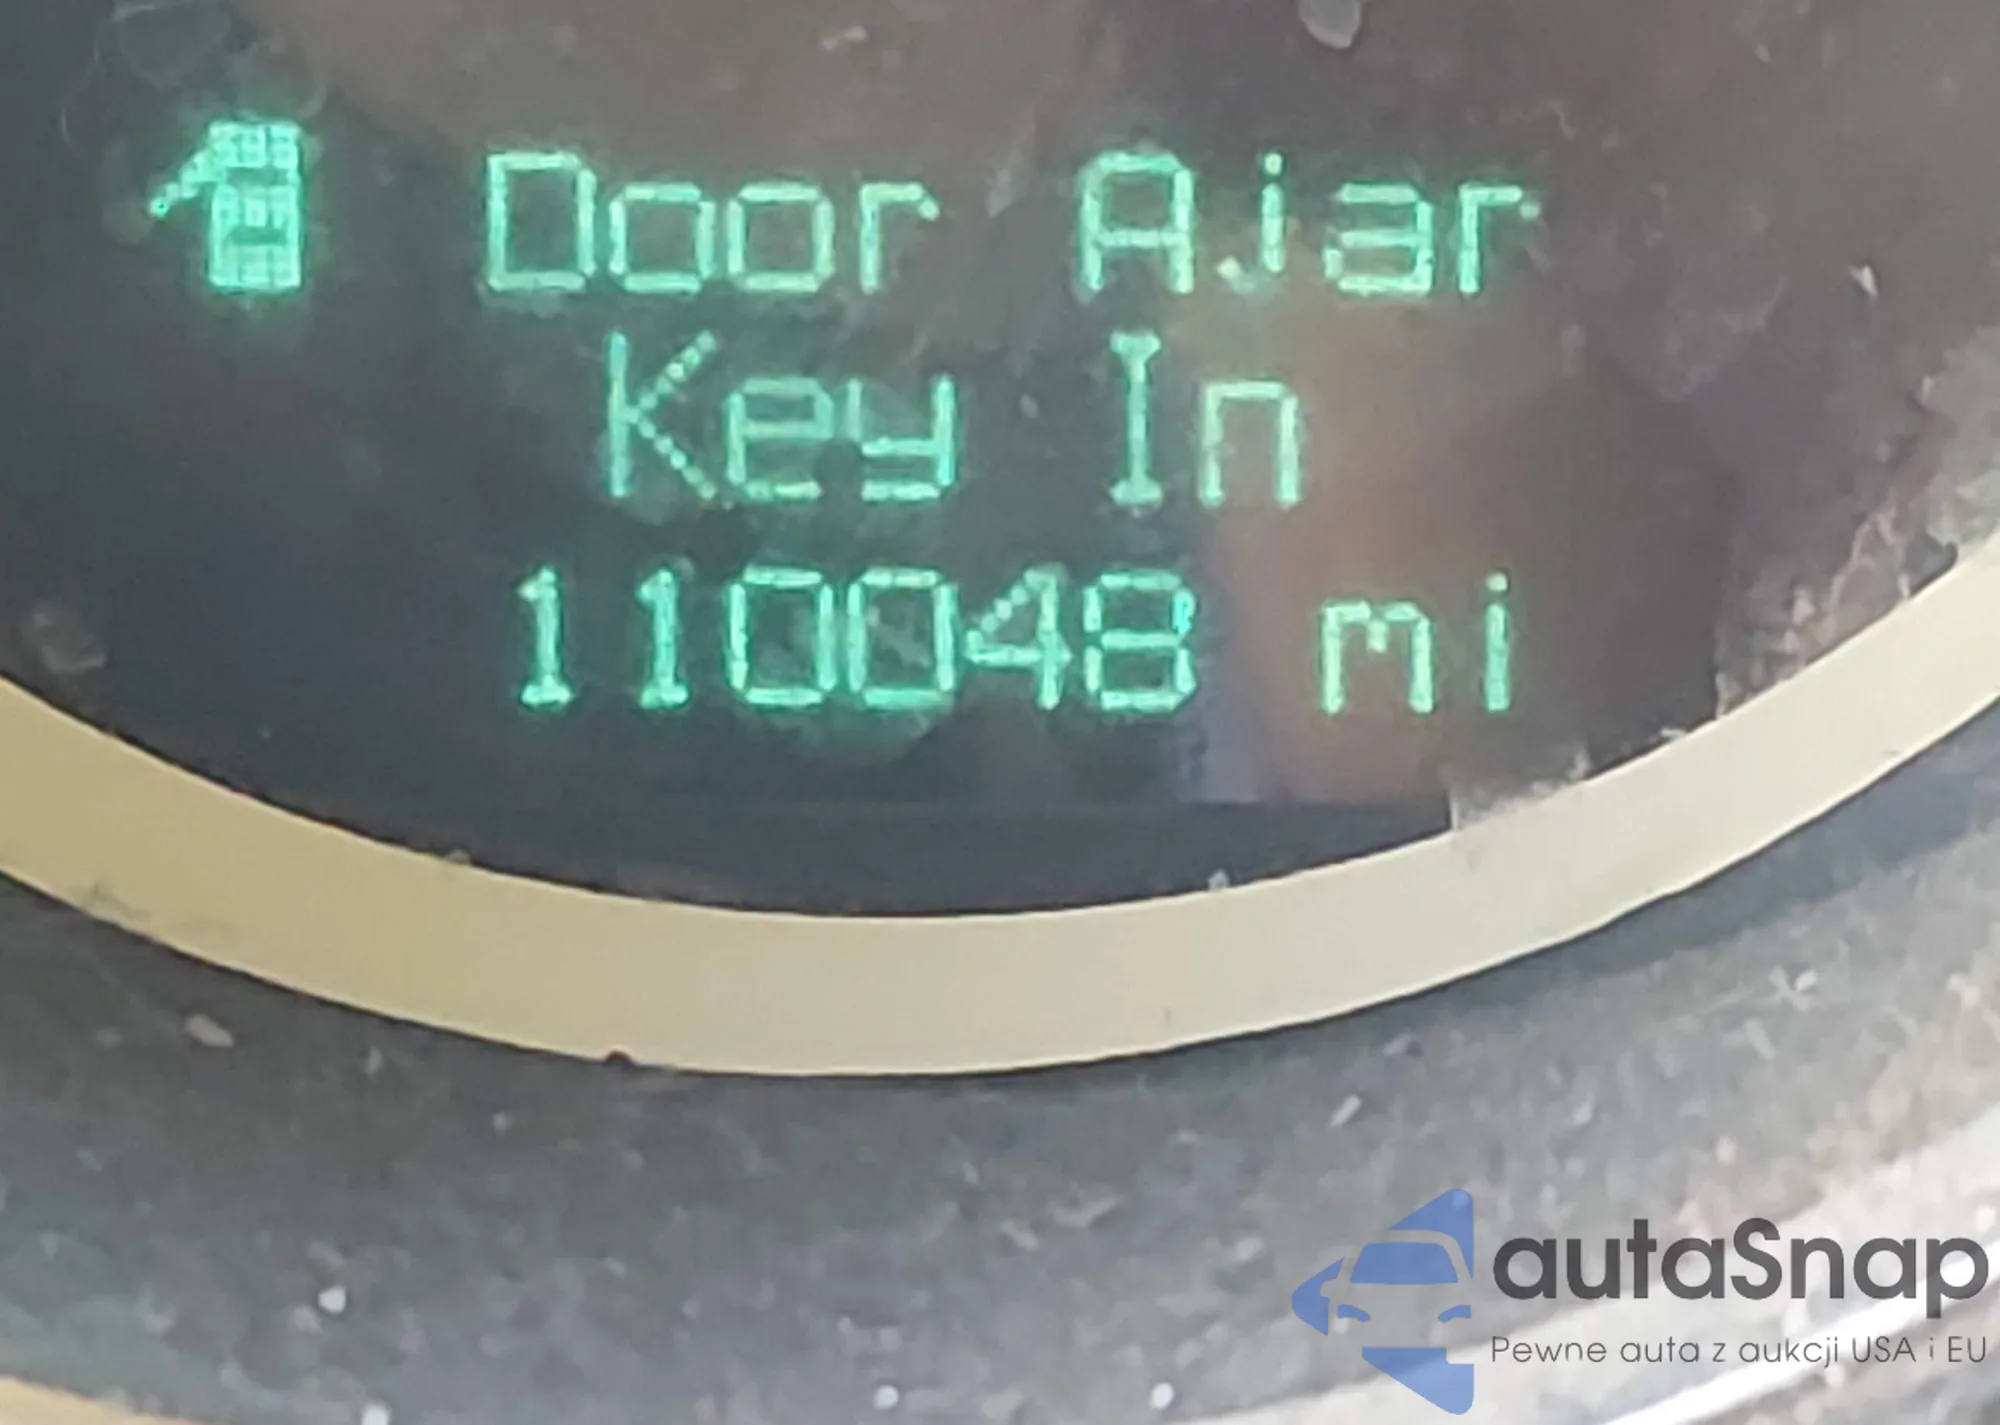 Door Ajar
Key In
110048 mi
autaSnap
Pewne auta z aukcji USA i EU